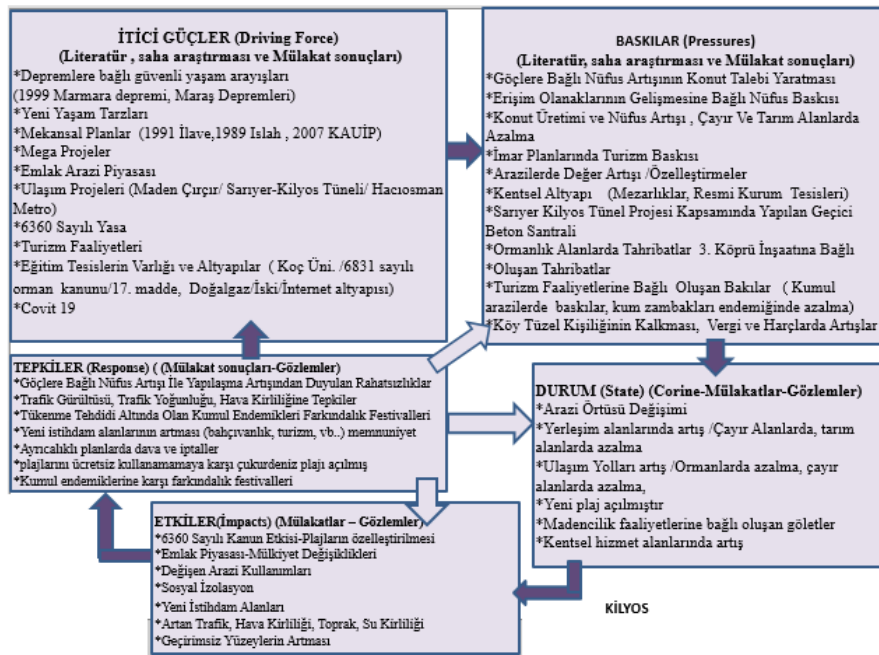 İTİCİ GÜÇLER (Driving Force)
(Literatür , saha araştırması ve Mülakat sonuçları)
*Depremlere bağlı güvenli yaşam arayışları
(1999 Marmara depremi, Maraş Depremleri)
*Yeni Yaşam Tarzları
*Mekansal Planlar (1991 İlave,1989 Islah , 2007 KAUİP)
*Mega Projeler
*Emlak Arazi Piyasası
*Ulaşım Projeleri (Maden Çırçır/ Sarıyer-Kilyos Tüneli/ Hacıosman
Metro)
*6360 Sayılı Yasa
*Turizm Faaliyetleri
*Eğitim Tesislerin Varlığı ve Altyapılar ( Koç Üni. /6831 sayılı
orman kanunu/17. madde, Doğalgaz/İski/İnternet altyapısı)
*Covit 19
BASKILAR (Pressures)
(Literatür, saha araştırması ve Mülakat sonuçları)
*Göçlere Bağlı Nüfus Artışının Konut Talebi Yaratması
*Erişim Olanaklarının Gelişmesine Bağlı Nüfus Baskısı
*Konut Üretimi ve Nüfus Artışı , Çayır Ve Tarım Alanlarda
Azalma
*İmar Planlarında Turizm Baskısı
*Arazilerde Değer Artışı /Özelleştirmeler
*Kentsel Altyapı (Mezarlıklar, Resmi Kurum Tesisleri)
*Sarıyer Kilyos Tünel Projesi Kapsamında Yapılan Geçici
Beton Santrali
*Ormanlık Alanlarda Tahribatlar 3. Köprü İnşaatına Bağlı
*Oluşan Tahribatlar
*Turizm Faaliyetlerine Bağlı Oluşan Bakılar ( Kumul
arazilerde baskılar, kum zambakları endemiğinde azalma)
*Köy Tüzel Kişiliğinin Kalkması, Vergi ve Harçlarda Artışlar
TEPKİLER (Response) ( (Mülakat sonuçları-Gözlemler)
*Göçlere Bağlı Nüfus Artışı İle Yapılaşma Artışından Duyulan Rahatsızlıklar
*Trafik Gürültüsü, Trafik Yoğunluğu, Hava Kirliliğine Tepkiler
*Tükenme Tehdidi Altında Olan Kumul Endemikleri Farkındalık Festivalleri
*Yeni istihdam alanlarının artması (bahçıvanlık, turizm, vb..) memnuniyet
*Ayrıcalıklı planlarda dava ve iptaller
*plajlarını ücretsiz kullanamamaya karşı çukurdeniz plajı açılmış
*Kumul endemiklerine karşı farkındalık festivalleri
DURUM (State) (Corine-Mülakatlar-Gözlemler)
*Arazi Örtüsü Değişimi
*Yerleşim alanlarında artış /Çayır Alanlarda, tarım
alanlarda azalma
*Ulaşım Yolları artış /Ormanlarda azalma, çayır
alanlarda azalma,
*Yeni plaj açılmıştır
*Madencilik faaliyetlerine bağlı oluşan göletler
*Kentsel hizmet alanlarında artış
ETKİLER(İmpacts) (Mülakatlar – Gözlemler)
*6360 Sayılı Kanun Etkisi-Plajların özelleştirilmesi
*Emlak Piyasası-Mülkiyet Değişiklikleri
*Değişen Arazi Kullanımları
*Sosyal İzolasyon
*Yeni İstihdam Alanları
*Artan Trafik, Hava Kirliliği, Toprak, Su Kirliliği
*Geçirimsiz Yüzeylerin Artması
KİLYOS